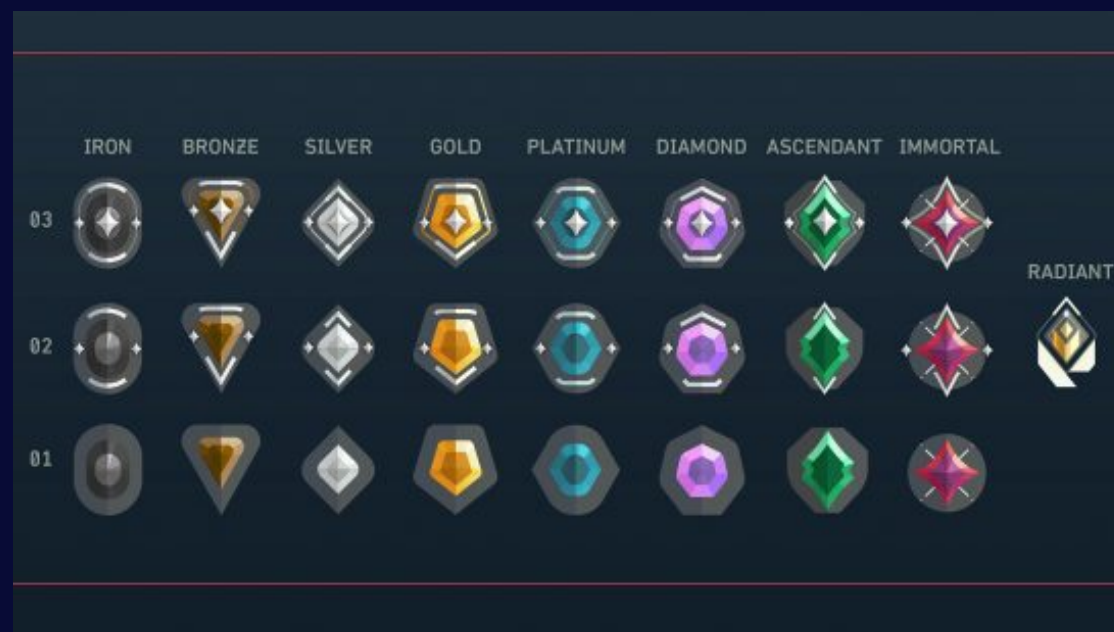 IRON BRONZE SILVER GOLD PLATINUM DIAMOND ASCENDANT IMMORTAL
03
RADIANT
02
01